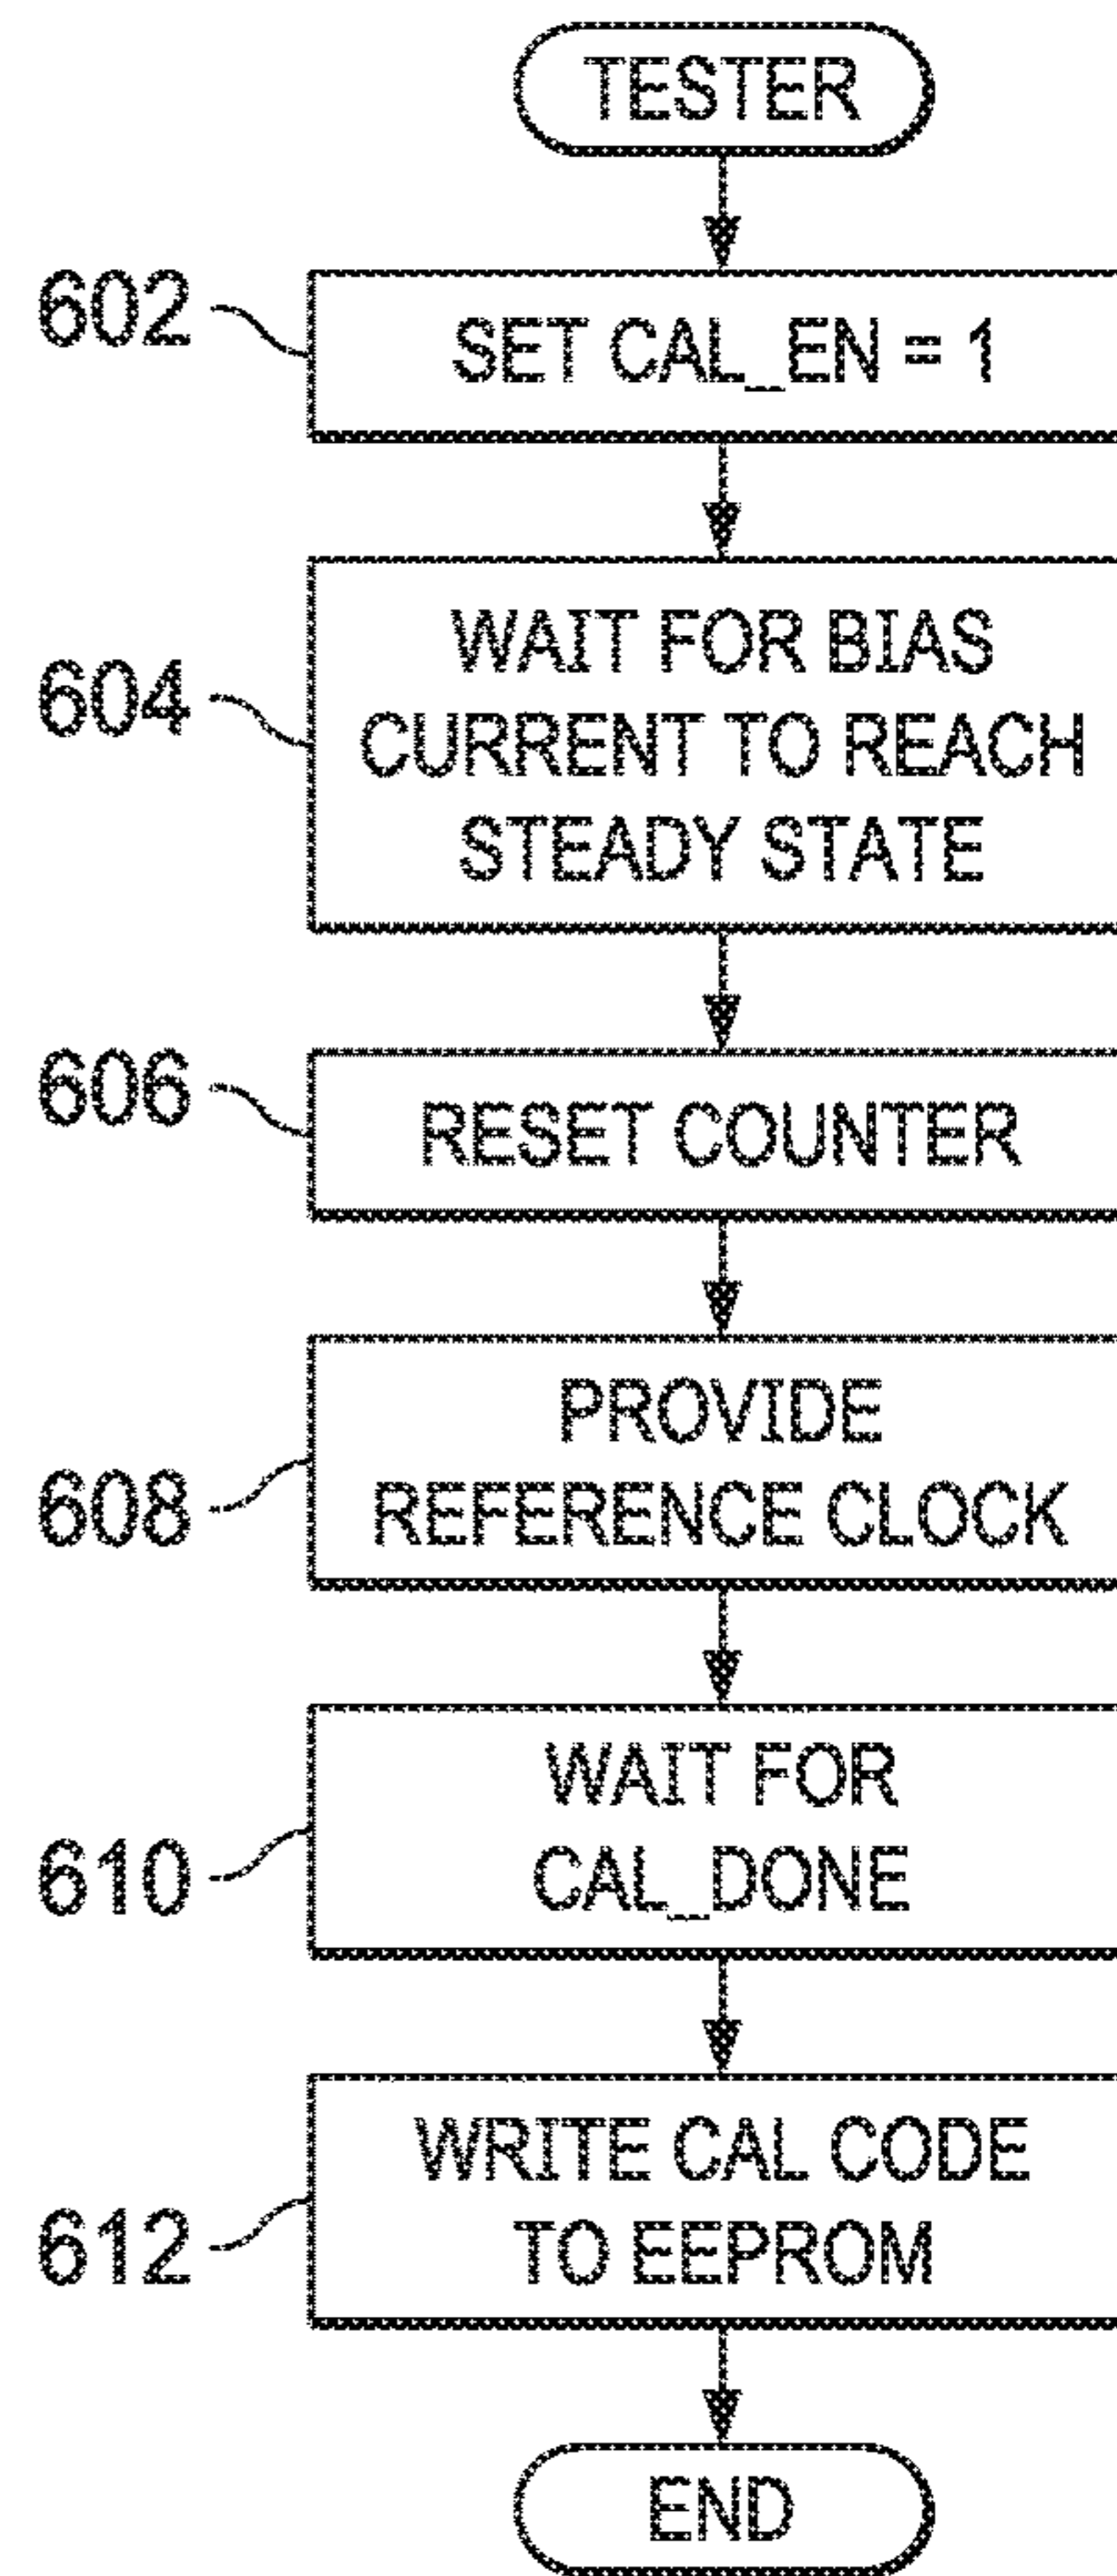 TESTER
602
SET CAL_EN = 1
604
WAIT FOR BIAS
CURRENT TO REACH
STEADY STATE
606
RESET COUNTER
608
PROVIDE
REFERENCE CLOCK
610
WAIT FOR
CAL_DONE
612
WRITE CAL CODE
TO EEPROM
END